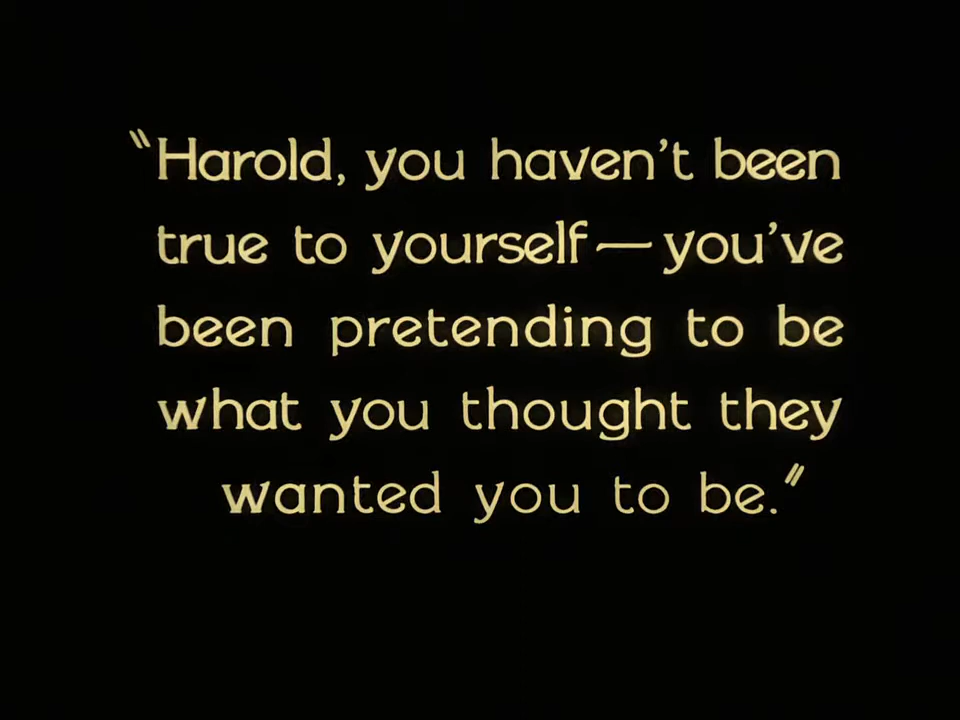 "Harold, you haven't been
true to yourself—you've
been pretending to be
what you thought they
wanted you to be."